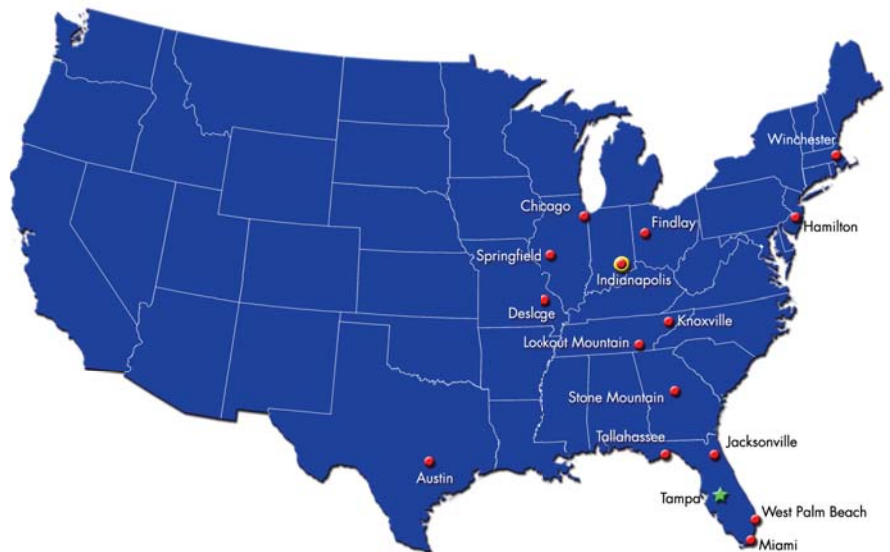 Winchester
Chicago
Findlay
Hamilton
Springfield
Indianapolis
Desloge
Knoxville
Lookout Mountain
Stone Mountain
Tallahassee
Jacksonville
Austin
Tampa
West Palm Beach
Miami